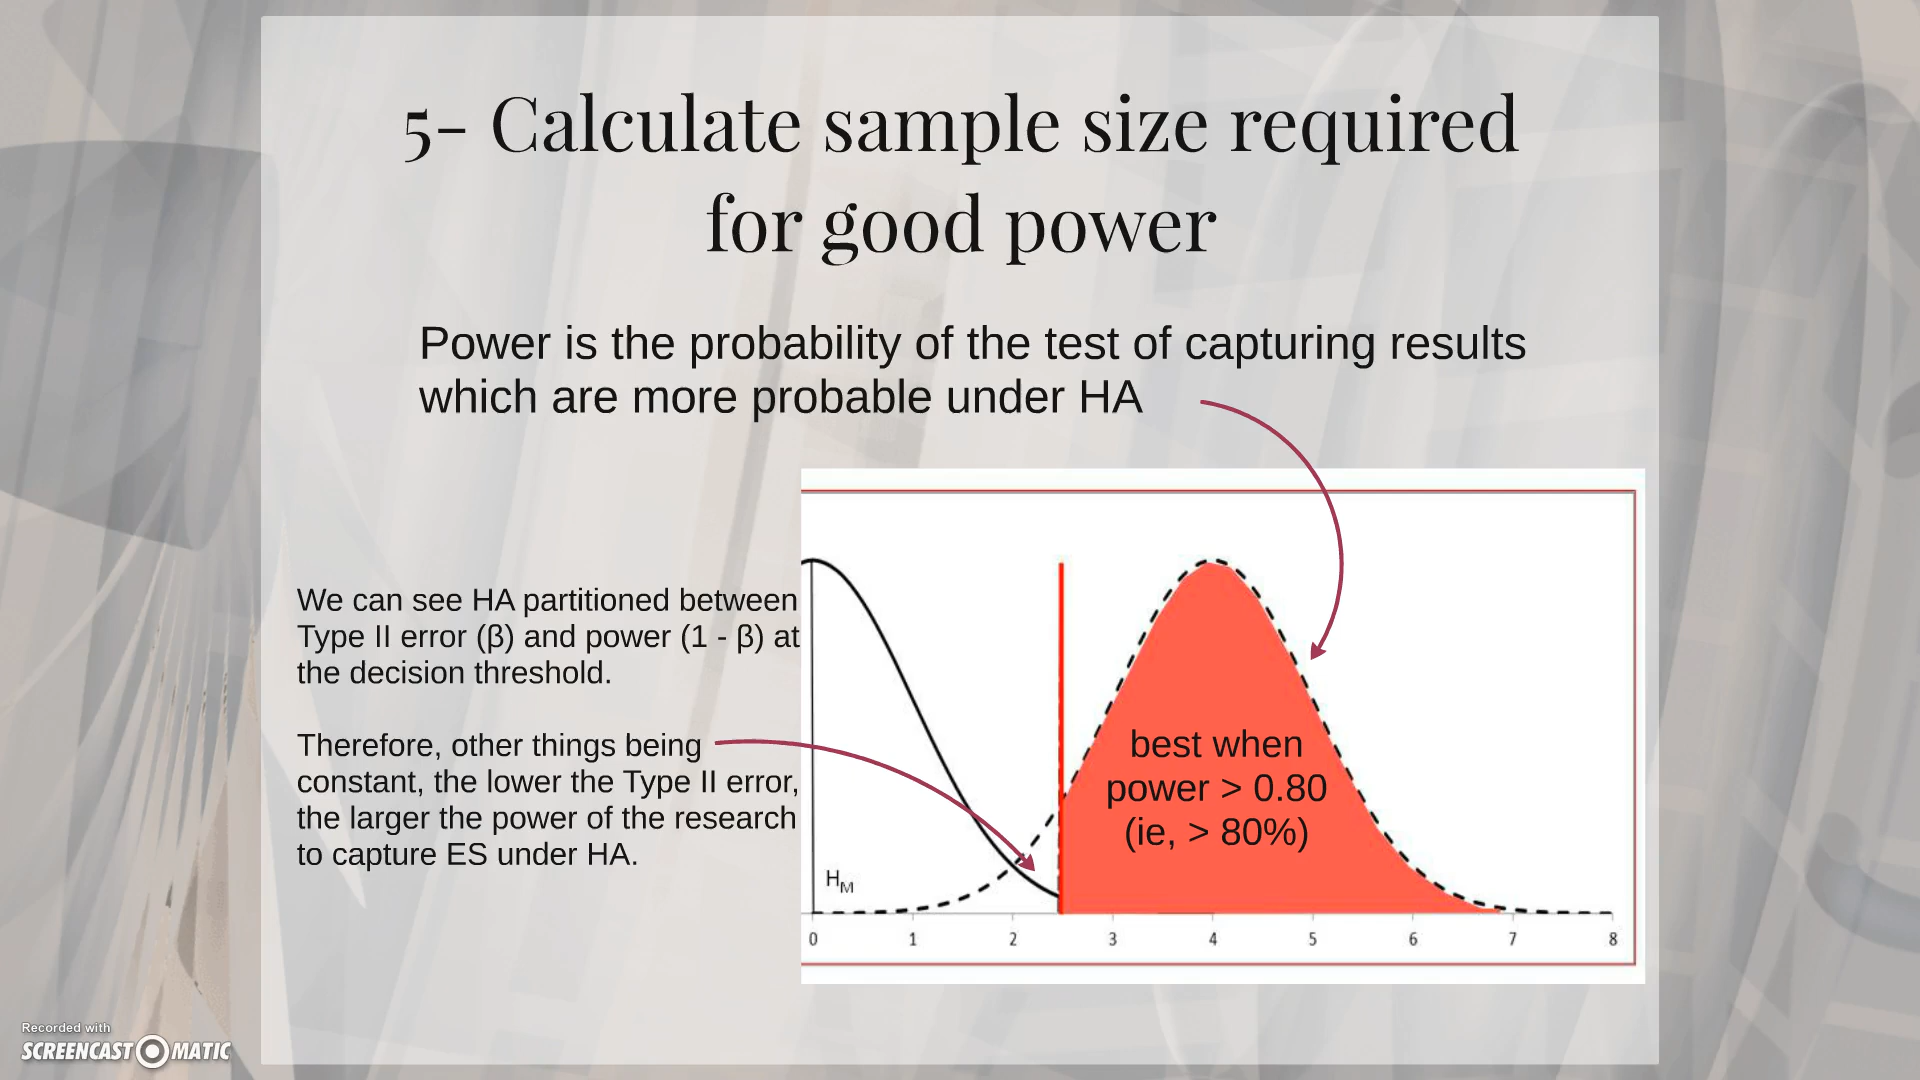 5- Calculate sample size required
for good power
Power is the probability of the test of capturing results
which are more probable under HA
We can see HA partitioned between
Type II error (β) and power (1 - β) at
the decision threshold.
Therefore, other things being
constant, the lower the Type II error,
the larger the power of the research
to capture ES under HA.
best when
power > 0.80
(ie, > 80%)
HM
0 1 2 3 4 5 6 7 8
Recorded with
SCREENCAST MATIC